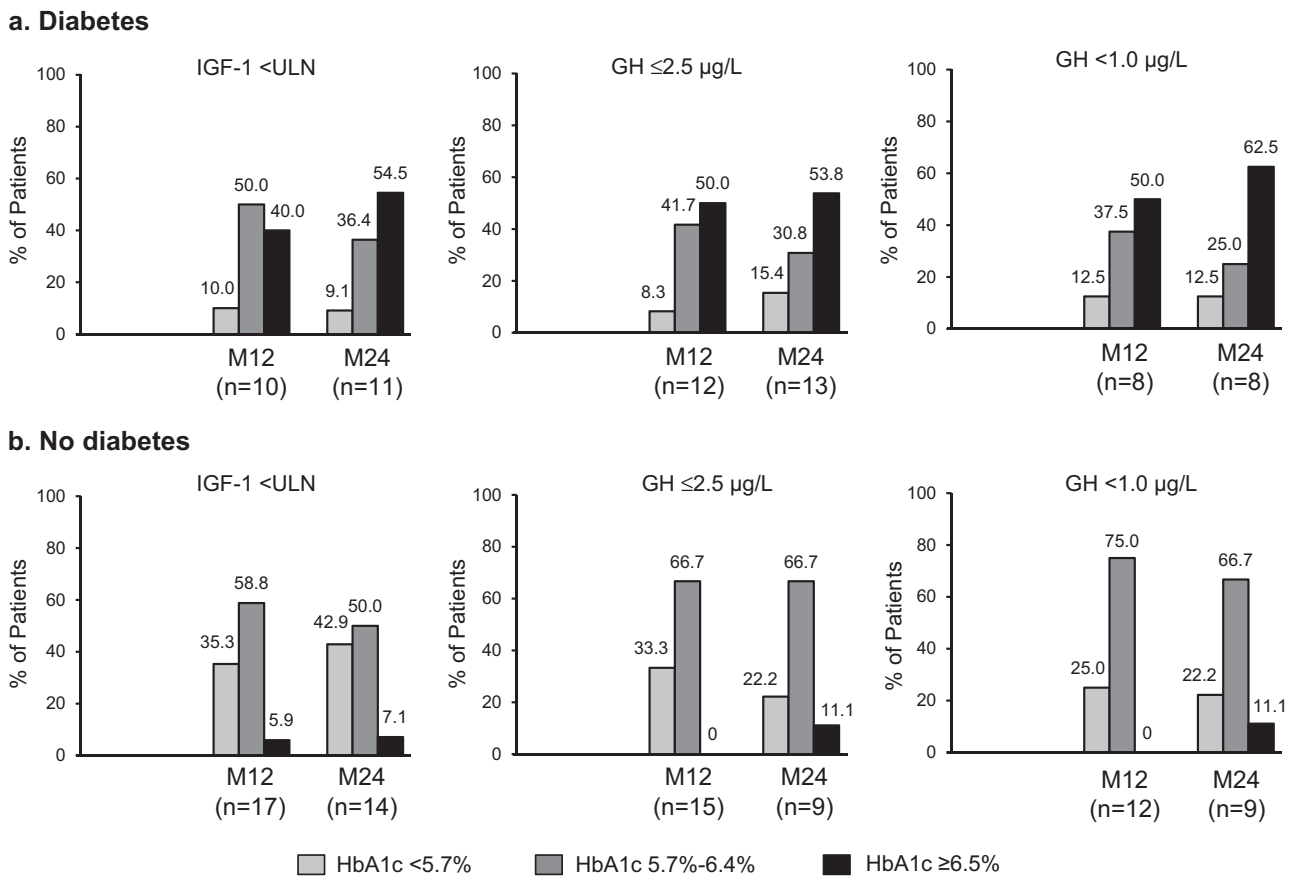 a. Diabetes
IGF-1 <ULN
% of Patients
100
80
60
40
20
0
10.0
50.0
40.0
9.1
36.4
54.5
M12
(n=10)
M24
(n=11)
GH ≤2.5 µg/L
% of Patients
100
80
60
40
20
0
8.3
41.7
50.0
15.4
30.8
53.8
M12
(n=12)
M24
(n=13)
GH <1.0 µg/L
% of Patients
100
80
60
40
20
0
12.5
37.5
50.0
12.5
25.0
62.5
M12
(n=8)
M24
(n=8)
b. No diabetes
IGF-1 <ULN
% of Patients
100
80
60
40
20
0
35.3
58.8
5.9
42.9
50.0
7.1
M12
(n=17)
M24
(n=14)
GH ≤2.5 µg/L
% of Patients
100
80
60
40
20
0
33.3
66.7
0
22.2
66.7
11.1
M12
(n=15)
M24
(n=9)
GH <1.0 µg/L
% of Patients
100
80
60
40
20
0
25.0
75.0
0
22.2
66.7
11.1
M12
(n=12)
M24
(n=9)
HbA1c <5.7%
HbA1c 5.7%-6.4%
HbA1c ≥6.5%